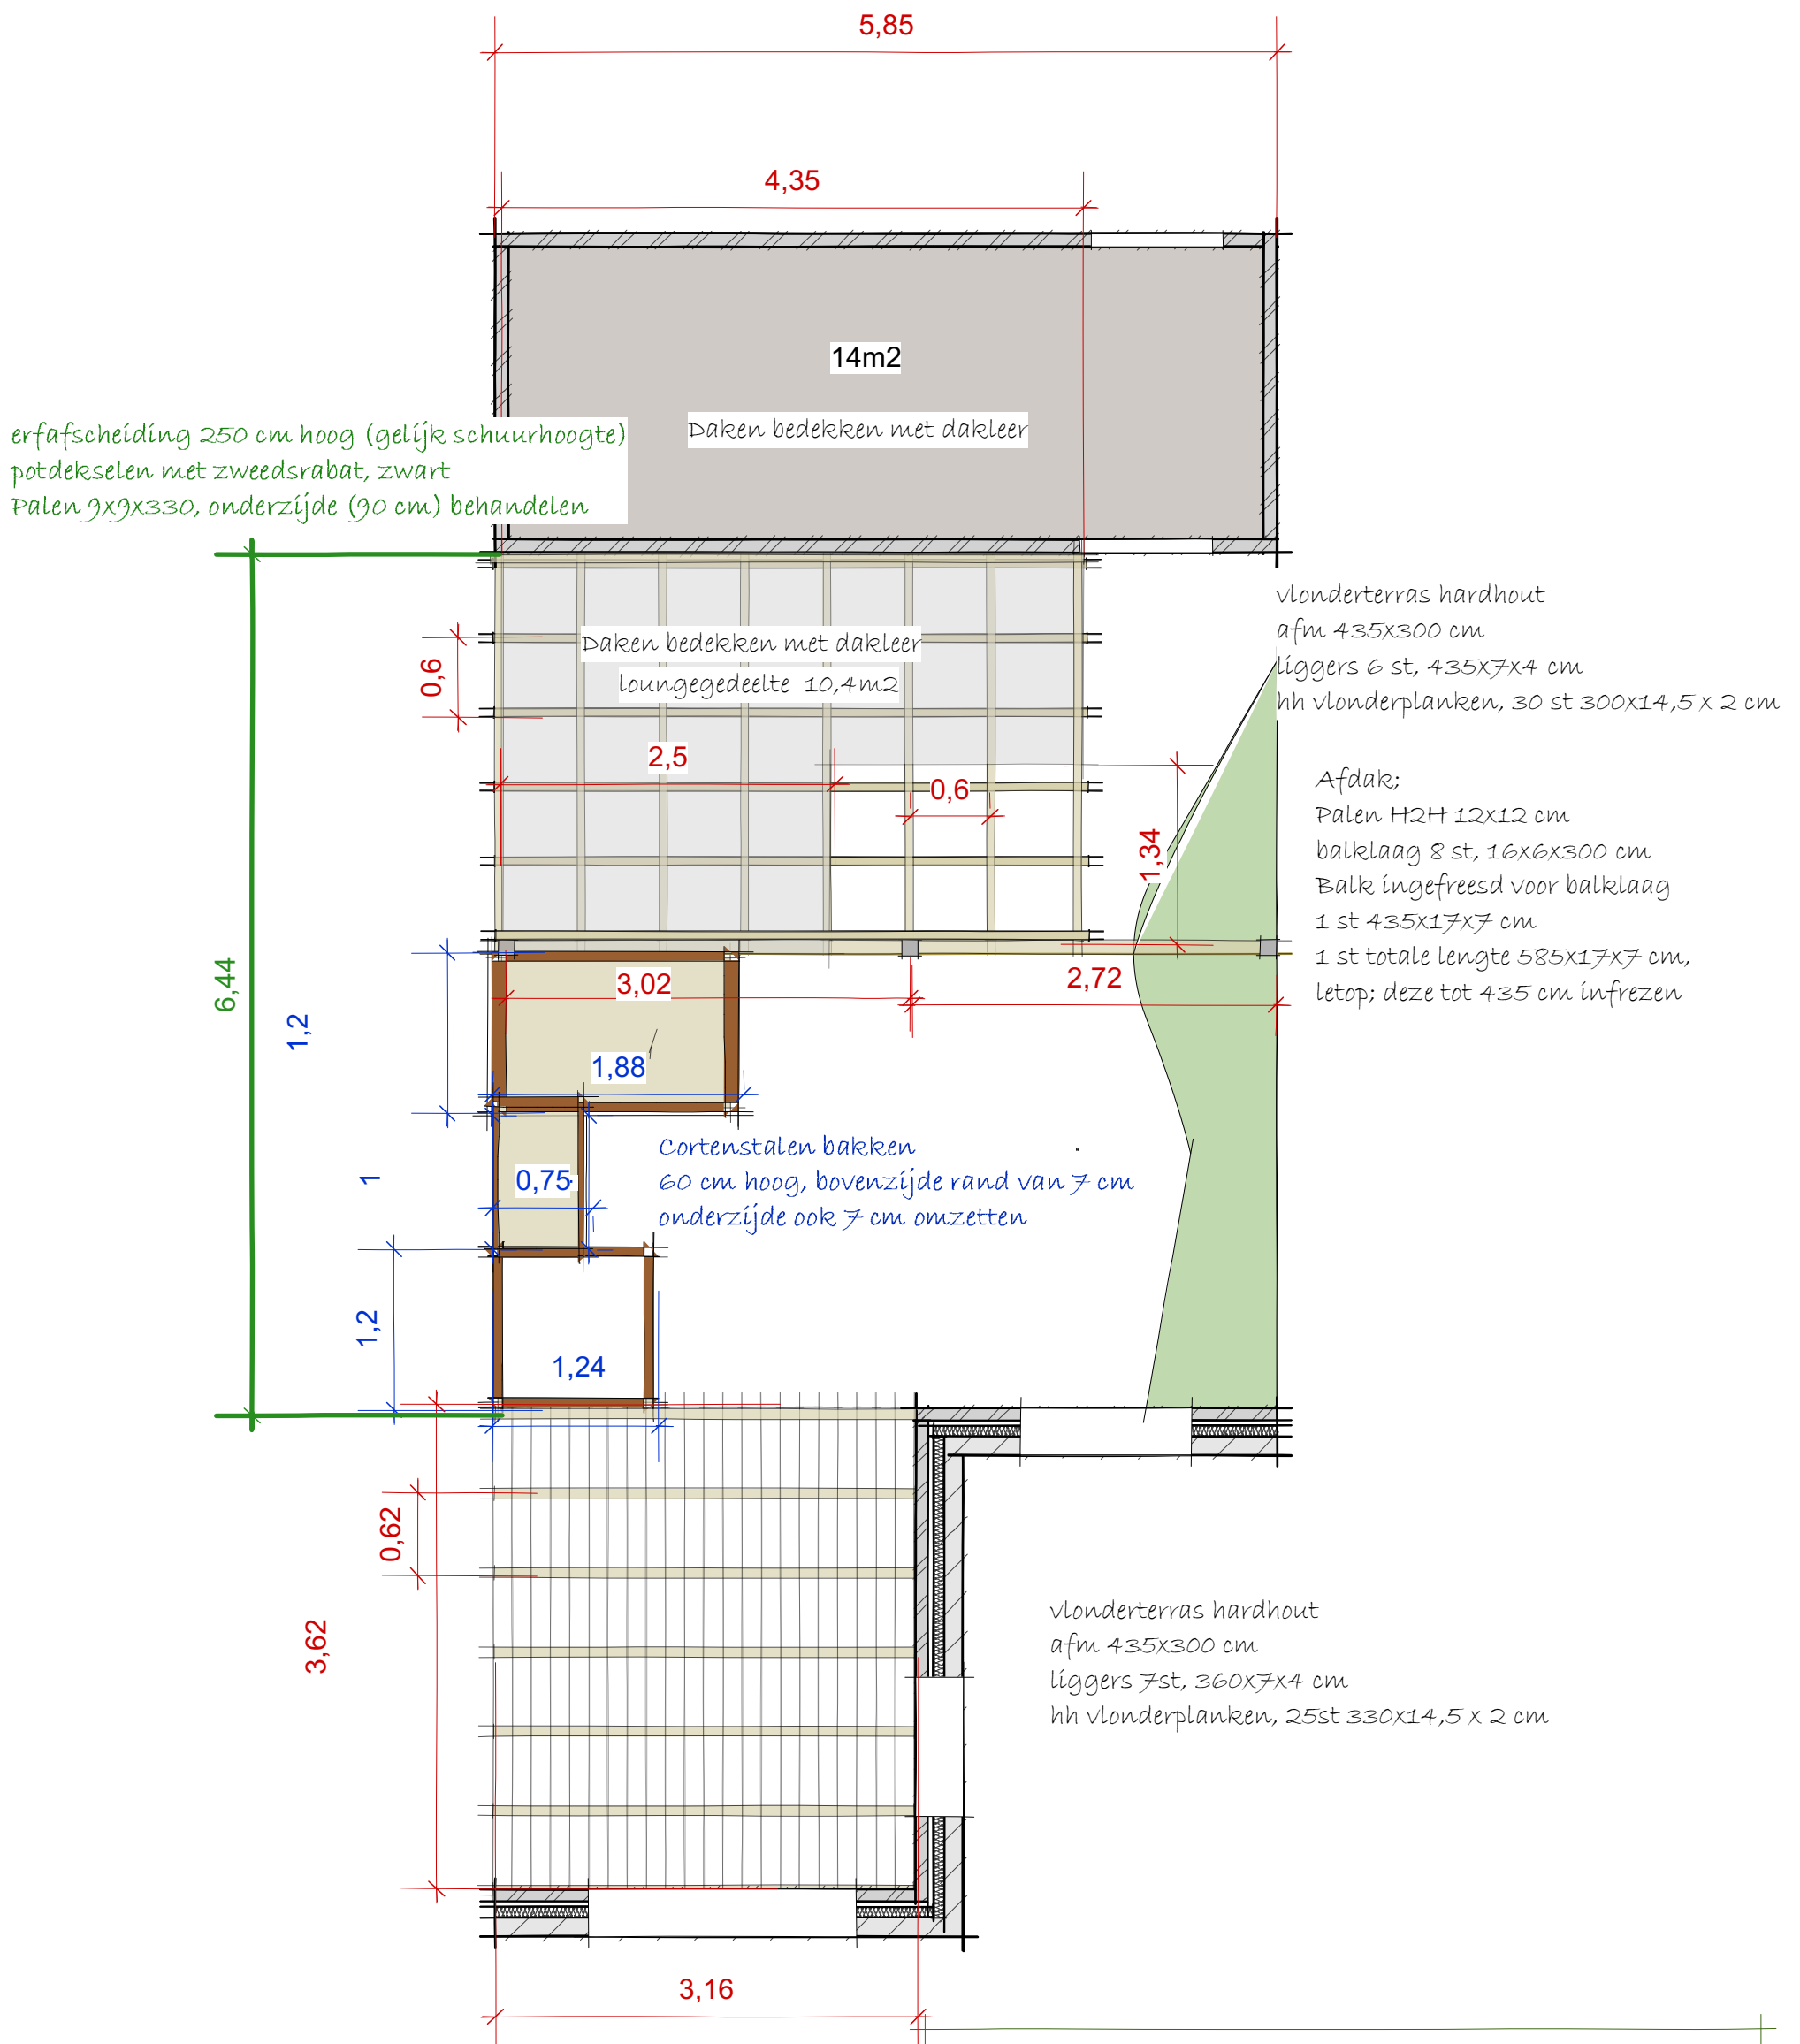 5,85
4,35
14m2
Daken bedekken met dakleer
erfafscheiding 250 cm hoog (gelijk schuurhoogte)
potdekselen met zweedsrabat, zwart
Palen 9x9x330, onderzijde (90 cm) behandelen
vlonderterras hardhout
afm 435x300 cm
liggers 6 st, 435x7x4 cm
hh vlonderplanken, 30 st 300x14,5 x 2 cm
0,6
Daken bedekken met dakleer
loungegedeelte 10,4m2
2,5
0,6
1,34
Afdak;
Palen H2H 12x12 cm
balklaag 8 st, 16x6x300 cm
Balk ingefreesd voor balklaag
1 st 435x17x7 cm
1 st totale lengte 585x17x7 cm,
letop; deze tot 435 cm infrezen
6,44
1,2
3,02
2,72
1,88
1
0,75
Cortenstalen bakken
60 cm hoog, bovenzijde rand van 7 cm
onderzijde ook 7 cm omzetten
1,2
1,24
0,62
3,62
vlonderterras hardhout
afm 435x300 cm
liggers 7st, 360x7x4 cm
hh vlonderplanken, 25st 330x14,5 x 2 cm
3,16